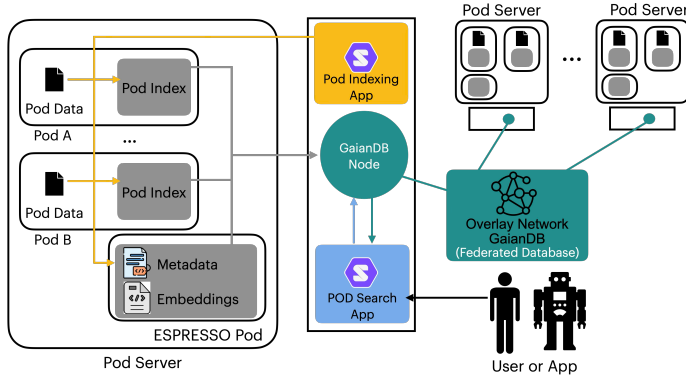 Pod Server
Pod Server
...
Pod Data
Pod Index
Pod A
...
Pod Data
Pod Index
Pod B
Metadata
Embeddings
ESPRESSO Pod
Pod Server
Pod Indexing
App
GaianDB
Node
POD Search
App
Overlay Network
GaianDB
(Federated Database)
User or App